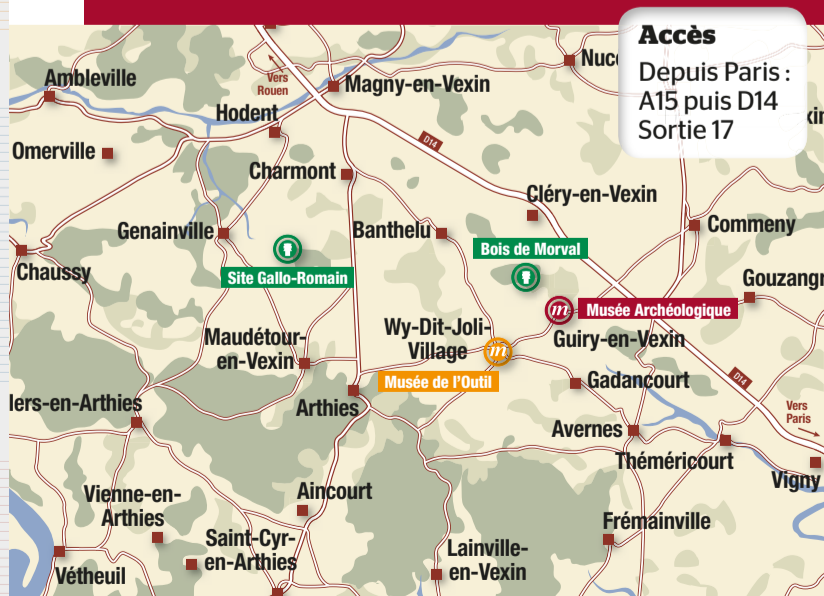 Accès
Depuis Paris :
A15 puis D14
Sortie 17
Ambleville
Vers
Rouen
Magny-en-Vexin
Hodent
Omerville
D14
Charmont
Cléry-en-Vexin
Genainville
Banthelu
Commeny
Bois de Morval
Chaussy
Site Gallo-Romain
Musée Archéologique
Maudétour-
en-Vexin
Wy-Dit-Joli-
Village
m
m
Guiry-en-Vexin
Musée de l'Outil
Gadancourt
D14
Arthies
Vers
Paris
Avernes
Théméricourt
Vigny
Vienne-en-
Arthies
Aincourt
Frémainville
Saint-Cyr-
en-Arthies
Lainville-
en-Vexin
Vétheuil